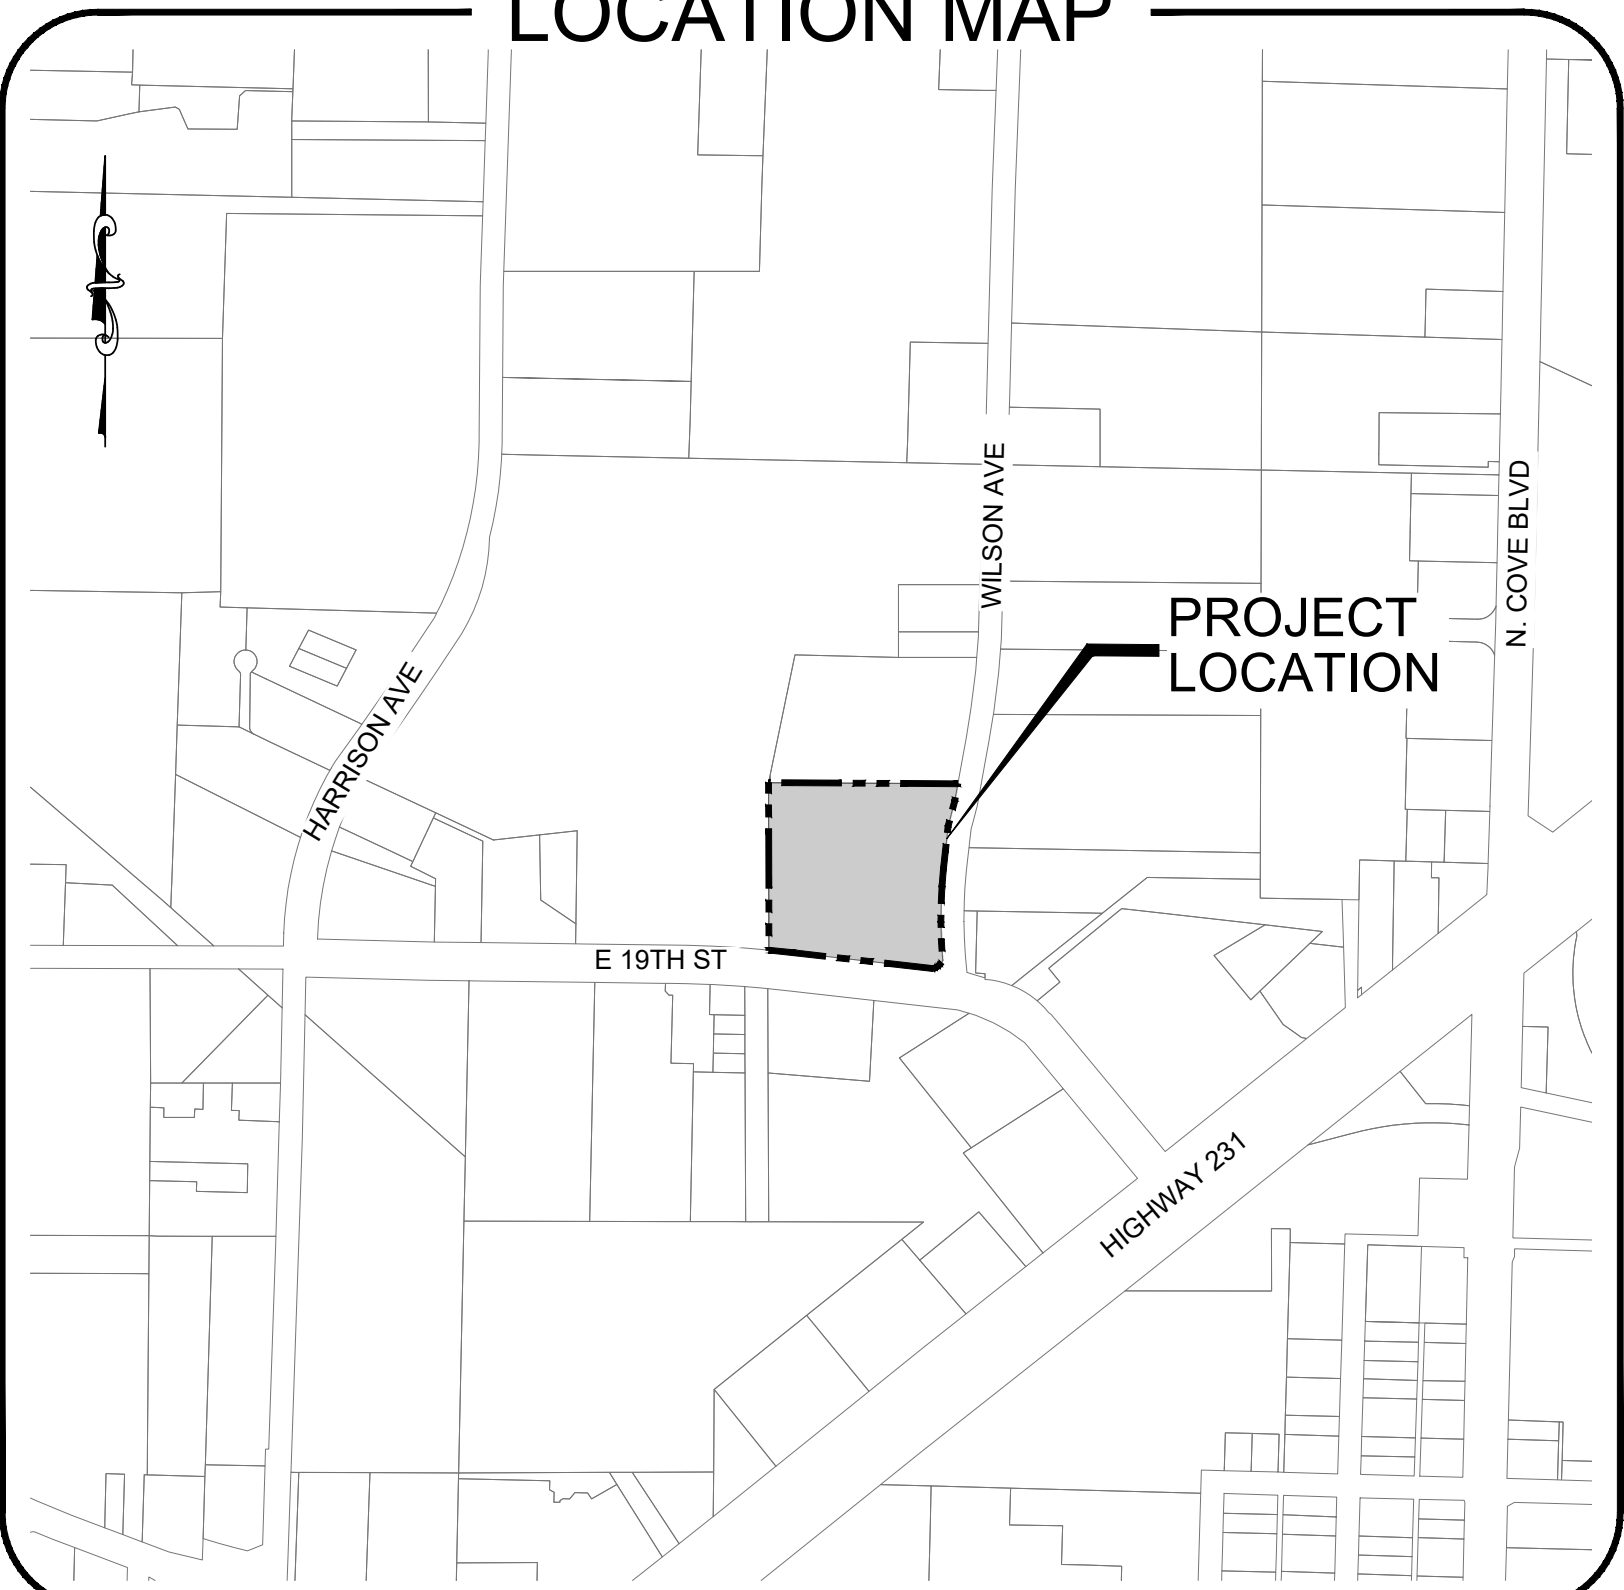 LOCATION MAP
WILSON AVE
N. COVE BLVD
PROJECT
LOCATION
HARRISON AVE
E 19TH ST
HIGHWAY 231